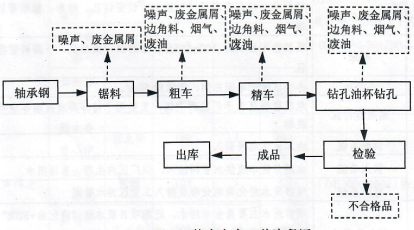 噪声、废金属屑
噪声、废金属屑、
边角料、烟气、
废油
噪声、废金属屑、
边角料、烟气、
废油
噪声、废金属屑、
边角料、烟气、
废油
轴承钢
锯料
粗车
精车
钻孔油杯钻孔
出库
成品
检验
不合格品